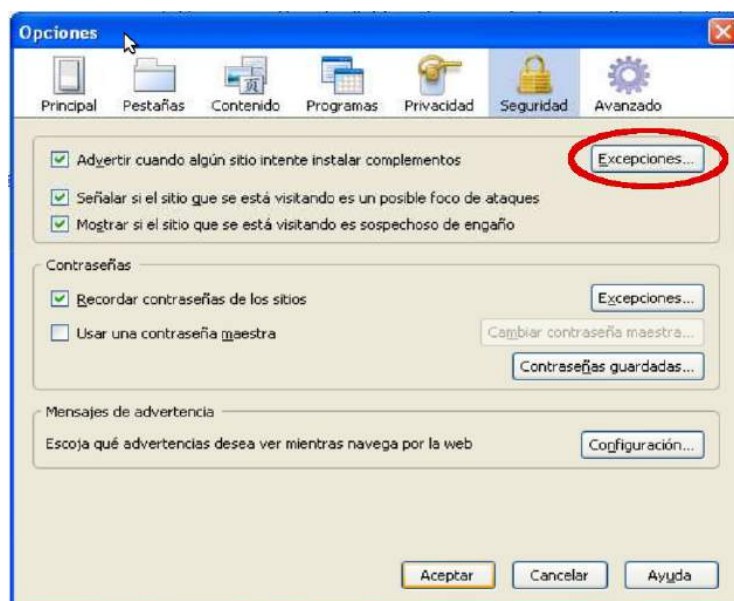 Opciones
Principal Pestañas Contenido Programas Privacidad Seguridad Avanzado
Advertir cuando algún sitio intente instalar complementos Excepciones...
Señalar si el sitio que se está visitando es un posible foco de ataques
Mostrar si el sitio que se está visitando es sospechoso de engaño
Contraseñas
Recordar contraseñas de los sitios Excepciones...
Usar una contraseña maestra Cambiar contraseña maestra...
Contraseñas guardadas...
Mensajes de advertencia
Escoja qué advertencias desea ver mientras navega por la web Configuración...
Aceptar Cancelar Ayuda